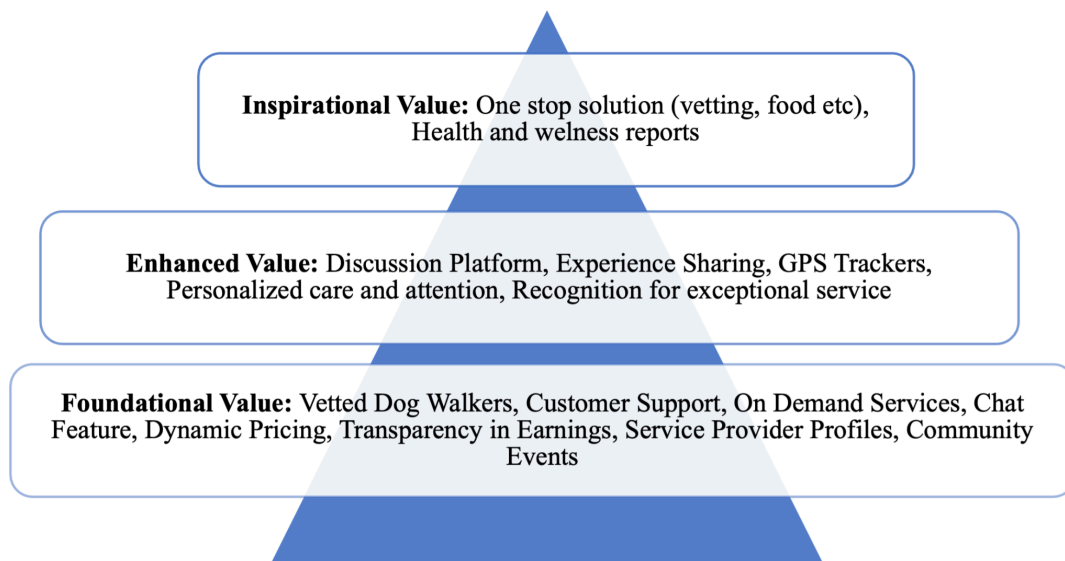 Inspirational Value: One stop solution (vetting, food etc),
Health and welness reports
Enhanced Value: Discussion Platform, Experience Sharing, GPS Trackers,
Personalized care and attention, Recognition for exceptional service
Foundational Value: Vetted Dog Walkers, Customer Support, On Demand Services, Chat
Feature, Dynamic Pricing, Transparency in Earnings, Service Provider Profiles, Community
Events